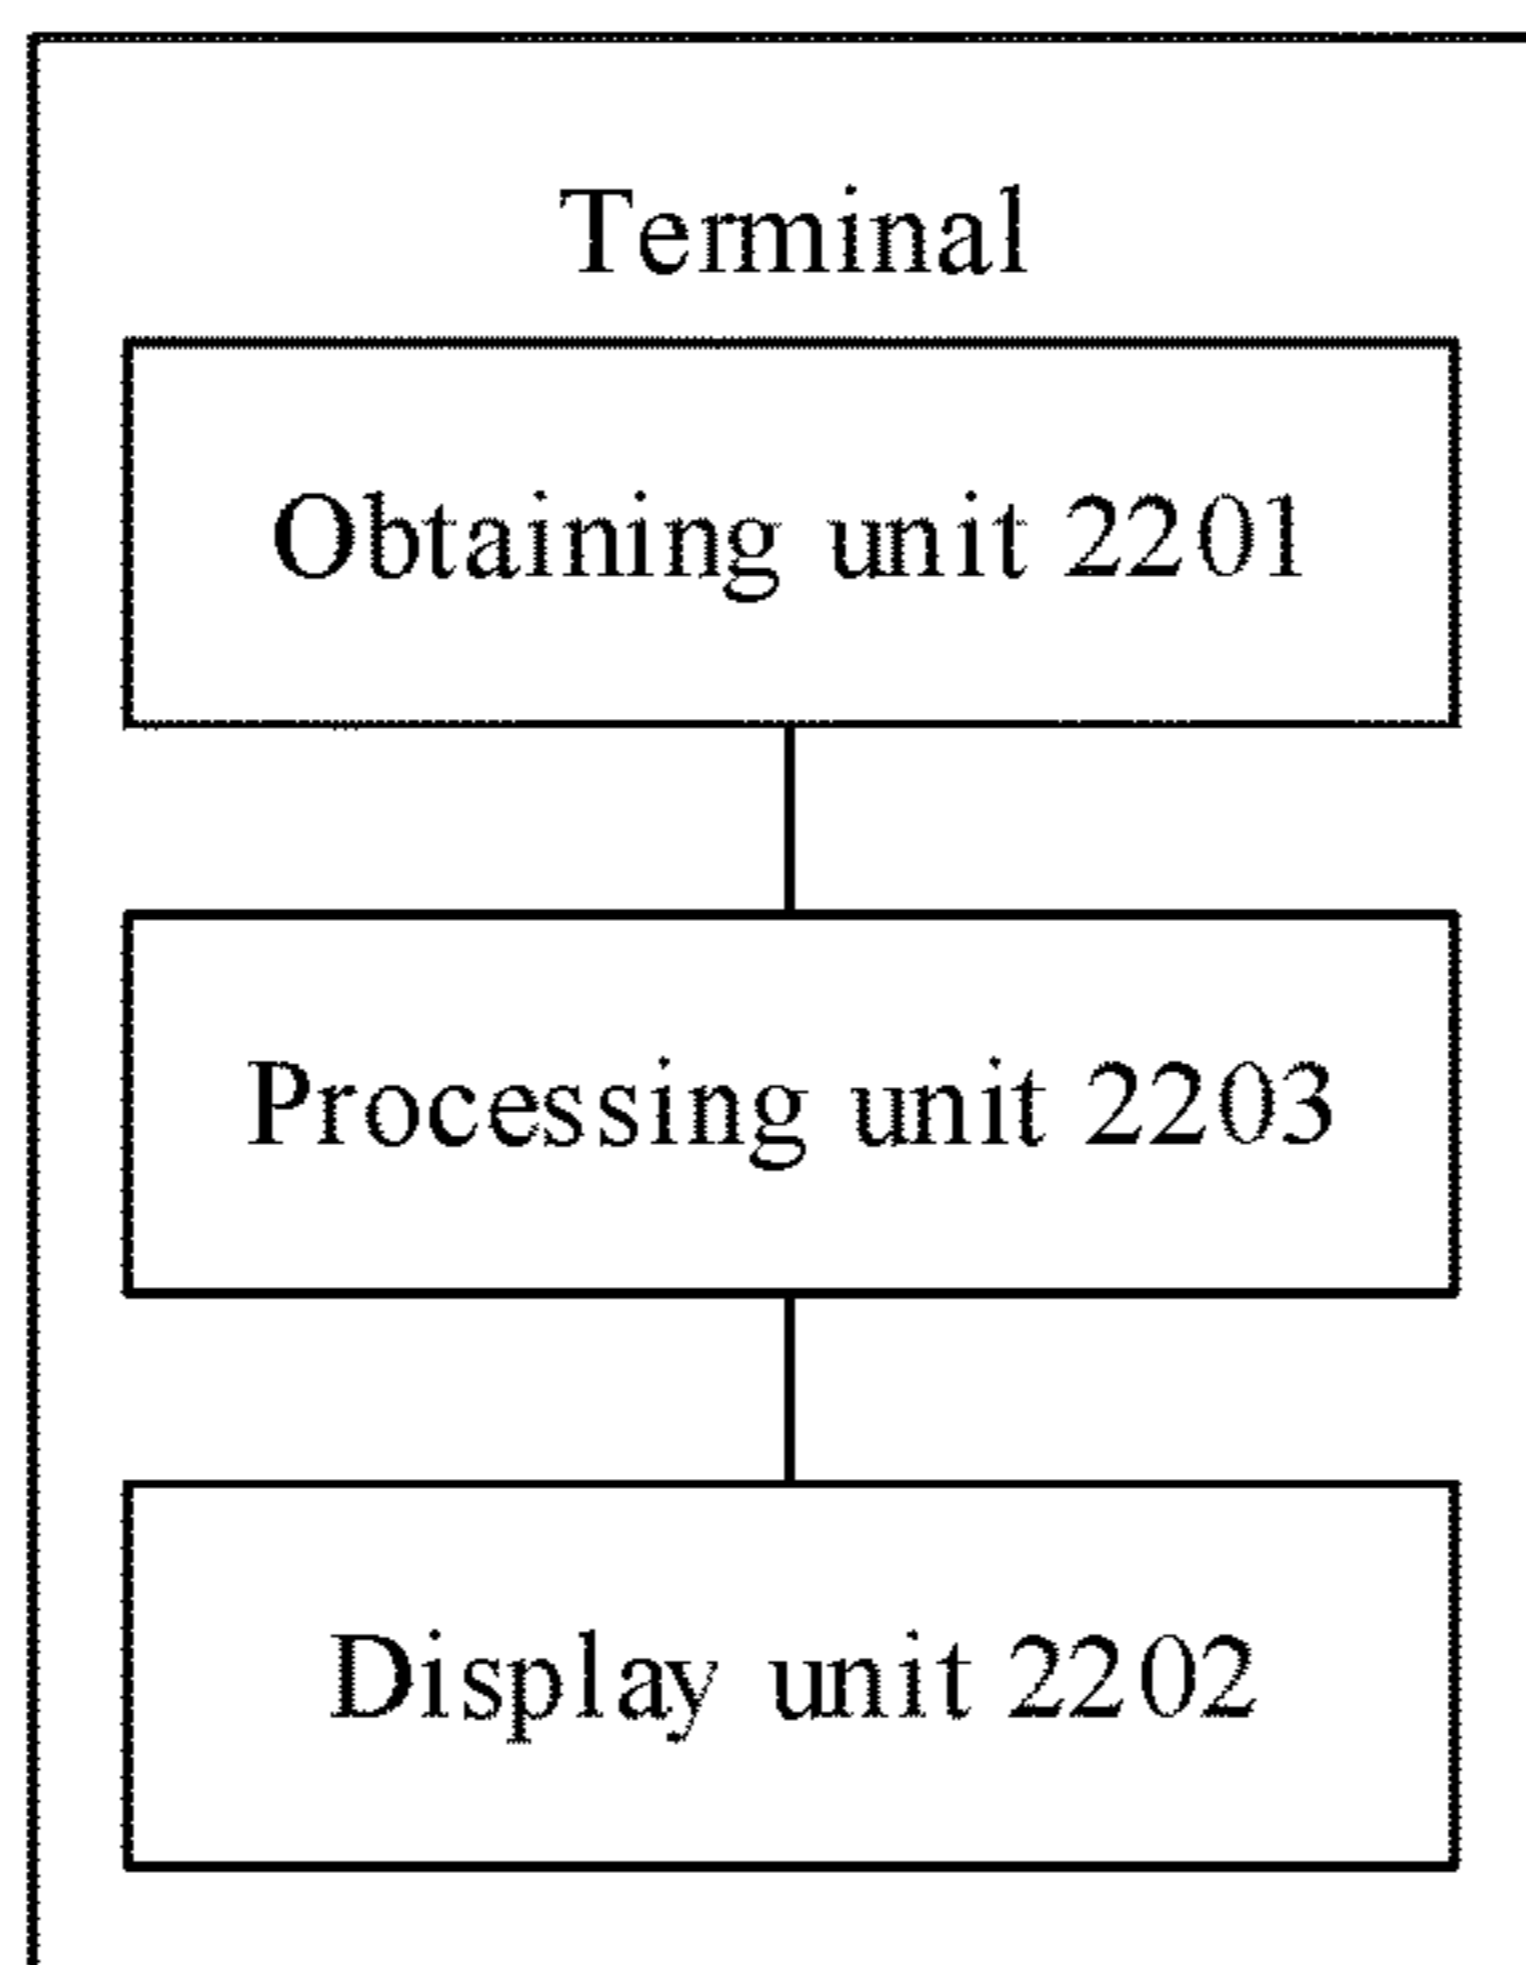 Terminal
Obtaining unit 2201
Processing unit 2203
Display unit 2202